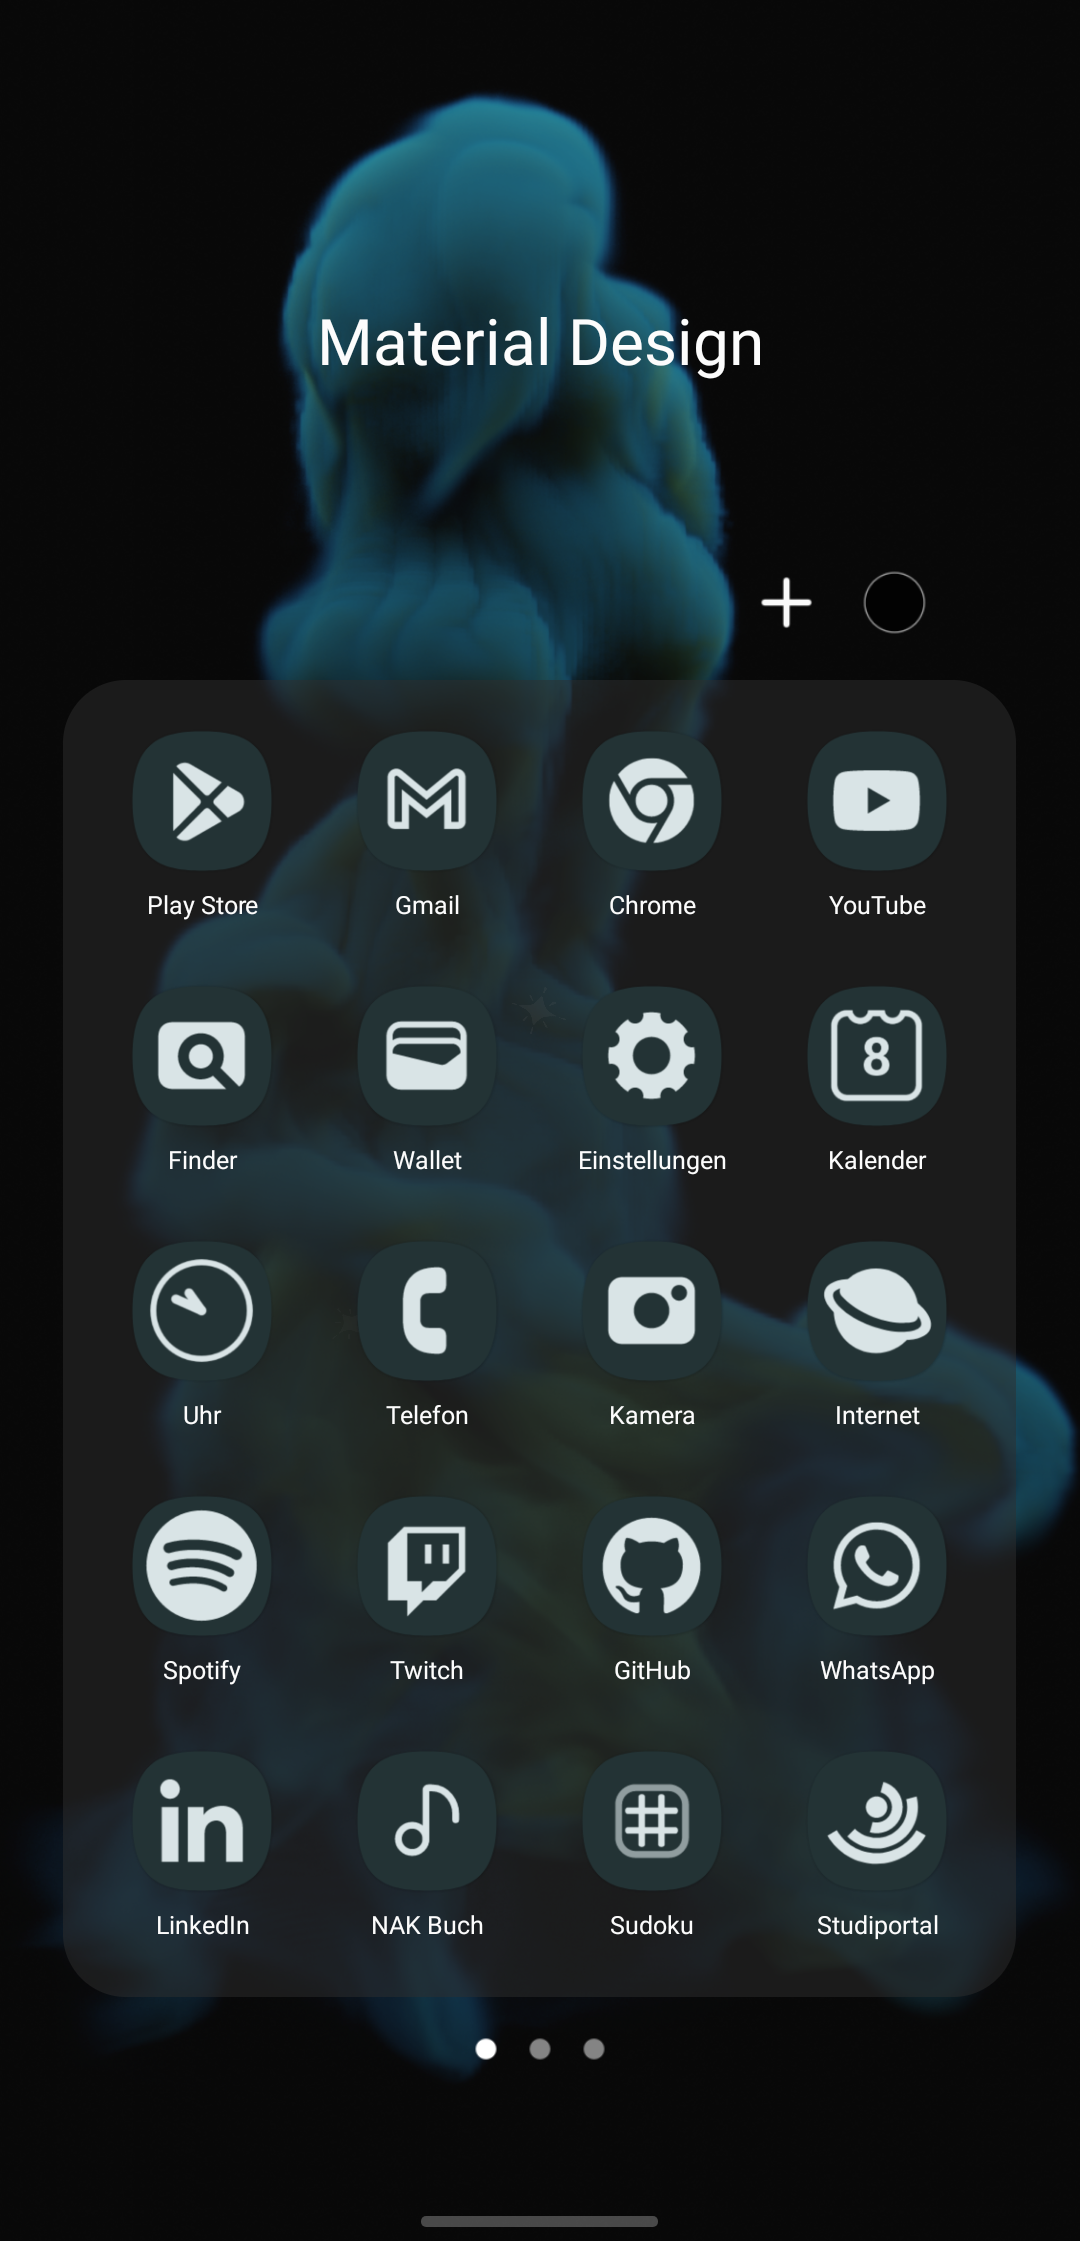 Material Design
Play Store
Gmail
Chrome
YouTube
Finder
Wallet
Einstellungen
8
Kalender
Uhr
Telefon
Kamera
Internet
Spotify
Twitch
GitHub
WhatsApp
in
LinkedIn
NAK Buch
Sudoku
Studiportal